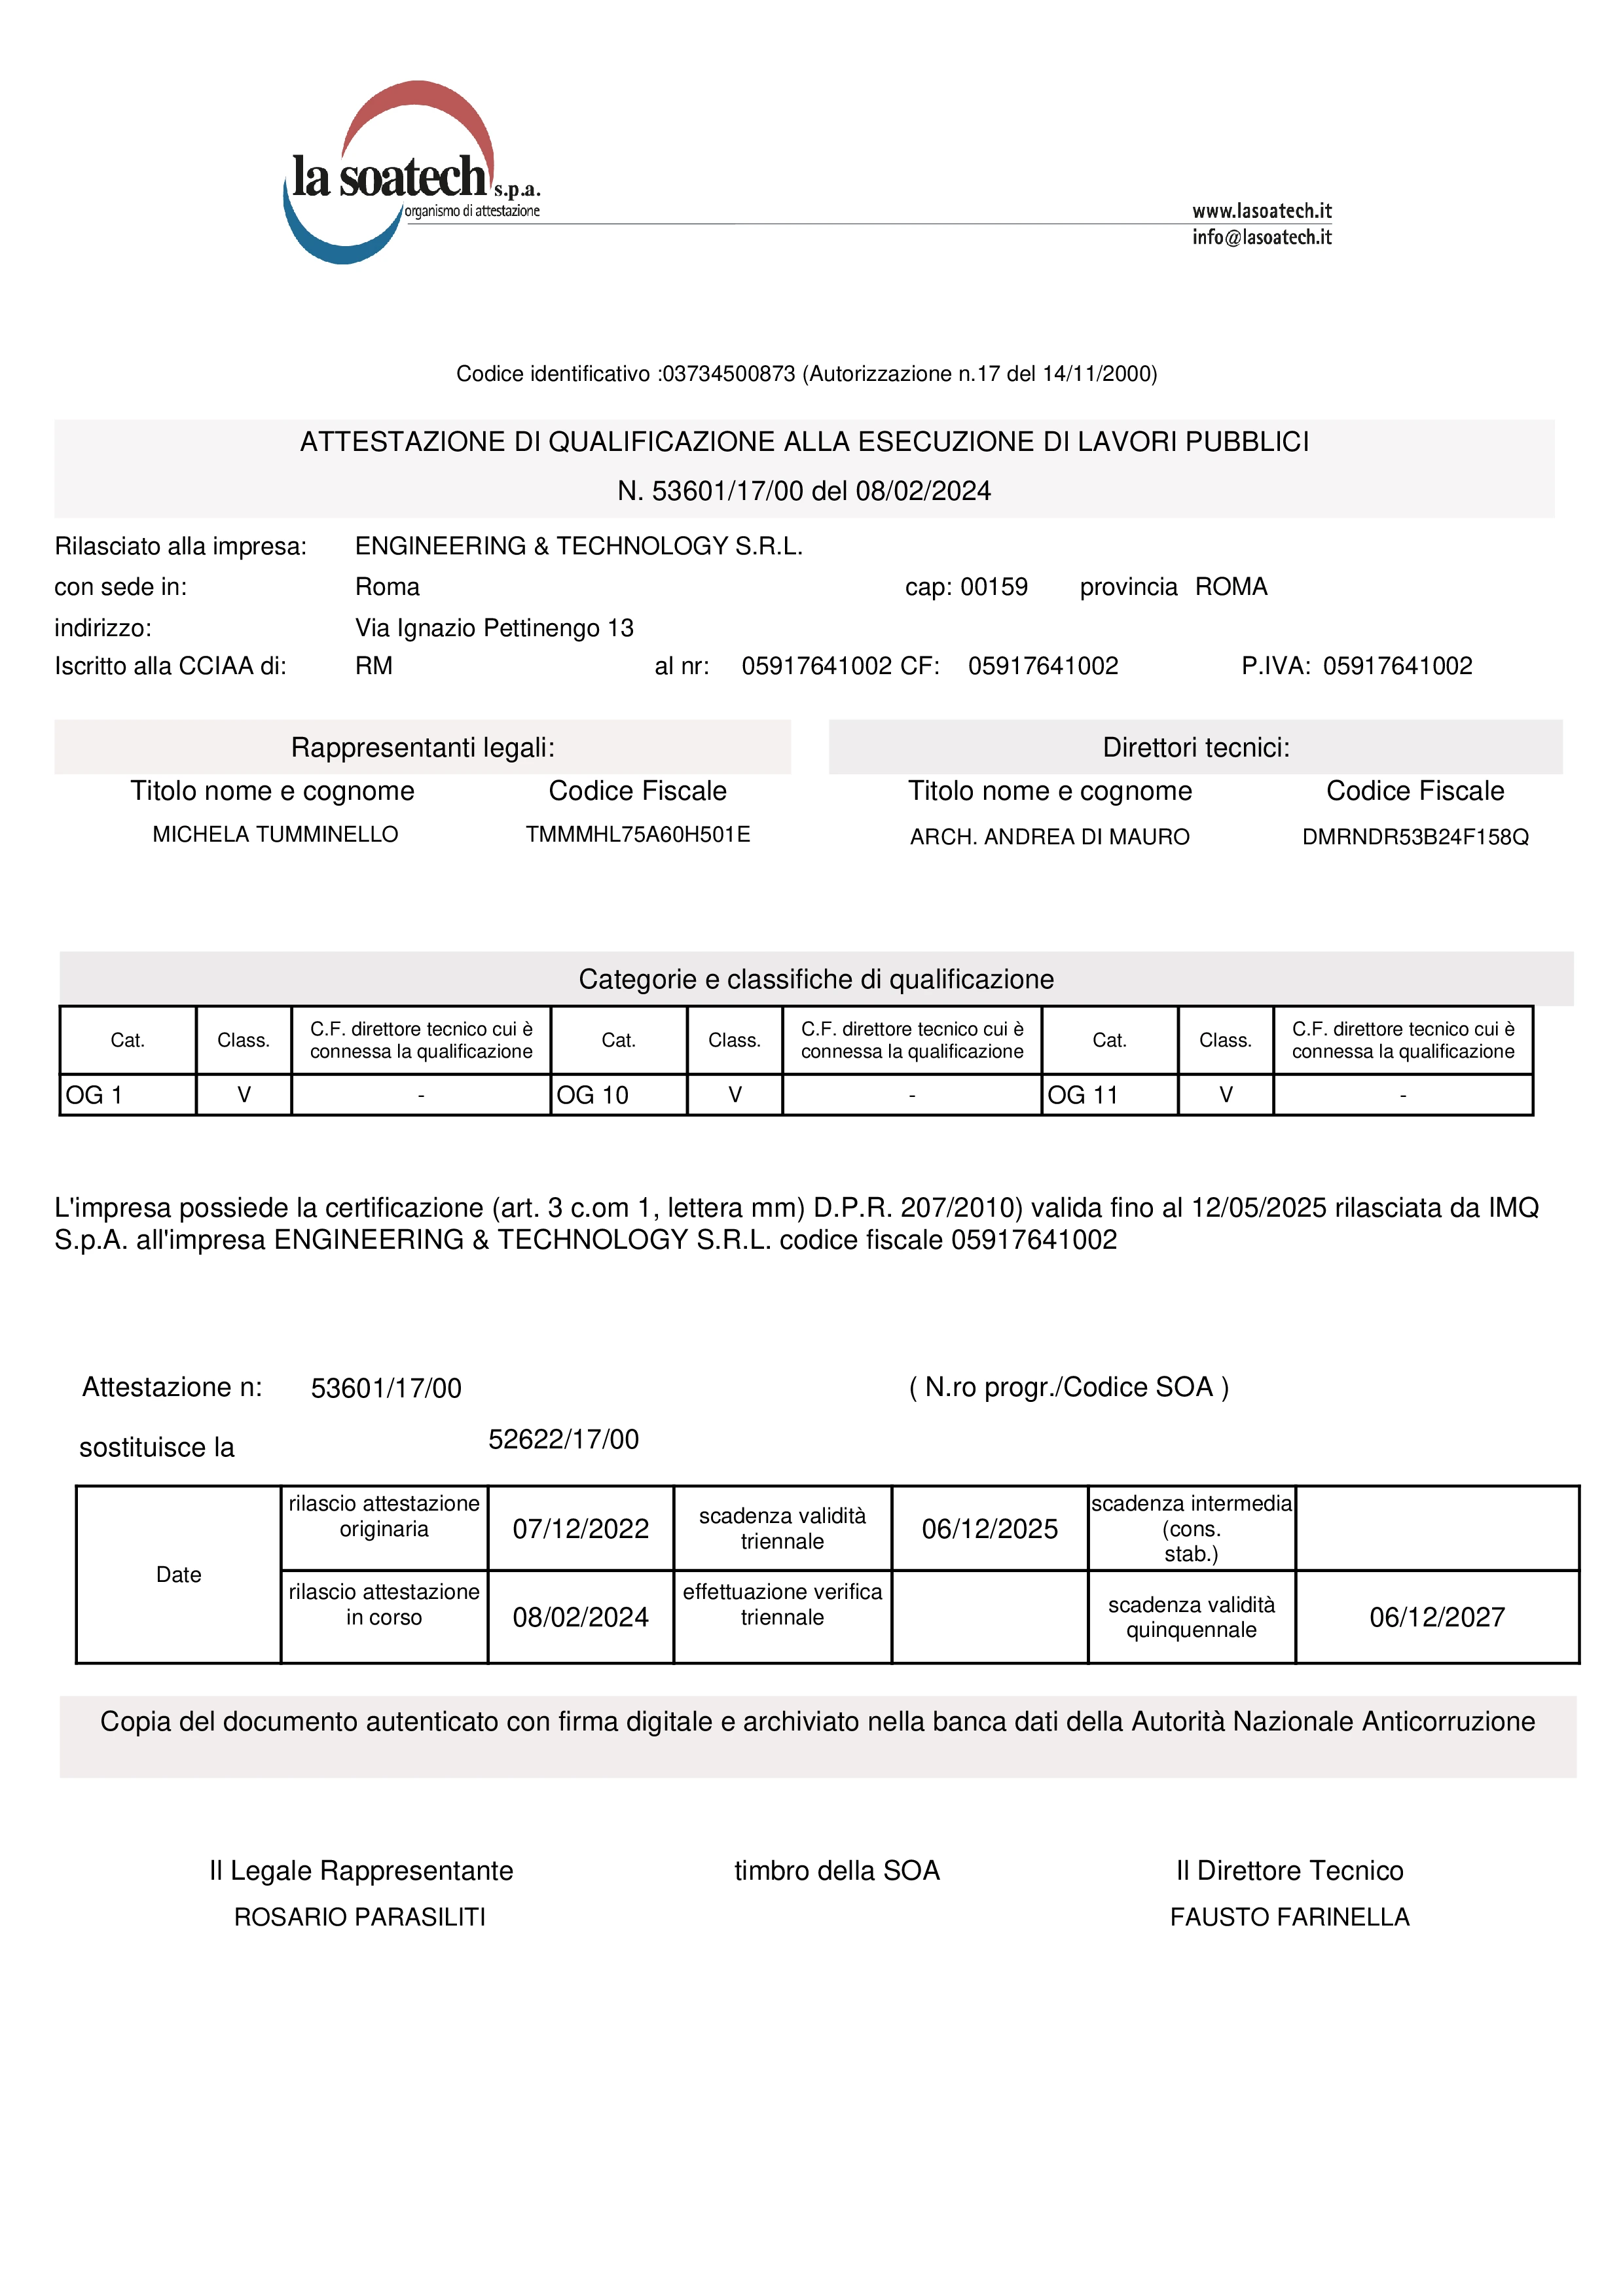 la soatech s.p.a.
organismo di attestazione
www.lasoatech.it
info@lasoatech.it
Codice identificativo :03734500873 (Autorizzazione n.17 del 14/11/2000)
ATTESTAZIONE DI QUALIFICAZIONE ALLA ESECUZIONE DI LAVORI PUBBLICI
N. 53601/17/00 del 08/02/2024
Rilasciato alla impresa: ENGINEERING & TECHNOLOGY S.R.L.
con sede in: Roma cap: 00159 provincia ROMA
indirizzo: Via Ignazio Pettinengo 13
Iscritto alla CCIAA di: RM al nr: 05917641002 CF: 05917641002 P.IVA: 05917641002
Rappresentanti legali: Direttori tecnici:
Titolo nome e cognome Codice Fiscale Titolo nome e cognome Codice Fiscale
MICHELA TUMMINELLO TMMMHL75A60H501E ARCH. ANDREA DI MAURO DMRNDR53B24F158Q
Categorie e classifiche di qualificazione
Cat. Class. C.F. direttore tecnico cui è connessa la qualificazione Cat. Class. C.F. direttore tecnico cui è connessa la qualificazione Cat. Class. C.F. direttore tecnico cui è connessa la qualificazione
OG 1 V - OG 10 V - OG 11 V -
L'impresa possiede la certificazione (art. 3 c.om 1, lettera mm) D.P.R. 207/2010) valida fino al 12/05/2025 rilasciata da IMQ
S.p.A. all'impresa ENGINEERING & TECHNOLOGY S.R.L. codice fiscale 05917641002
Attestazione n: 53601/17/00 ( N.ro progr./Codice SOA )
sostituisce la 52622/17/00
Date
rilascio attestazione originaria 07/12/2022 scadenza validità triennale 06/12/2025 scadenza intermedia (cons. stab.)
rilascio attestazione in corso 08/02/2024 effettuazione verifica triennale scadenza validità quinquennale 06/12/2027
Copia del documento autenticato con firma digitale e archiviato nella banca dati della Autorità Nazionale Anticorruzione
Il Legale Rappresentante timbro della SOA Il Direttore Tecnico
ROSARIO PARASILITI FAUSTO FARINELLA